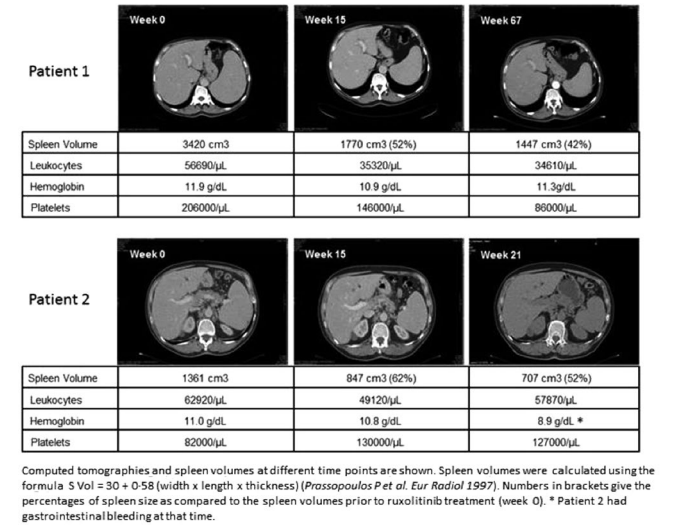 Week 0 Week 15 Week 67
Patient 1
Spleen Volume 3420 cm3 1770 cm3 (52%) 1447 cm3 (42%)
Leukocytes 56690/µL 35320/µL 34610/µL
Hemoglobin 11.9 g/dL 10.9 g/dL 11.3g/dL
Platelets 206000/µL 146000/µL 86000/µL
Week 0 Week 15 Week 21
Patient 2
Spleen Volume 1361 cm3 847 cm3 (62%) 707 cm3 (52%)
Leukocytes 62920/µL 49120/µL 57870/µL
Hemoglobin 11.0 g/dL 10.8 g/dL 8.9 g/dL *
Platelets 82000/µL 130000/µL 127000/µL
Computed tomographies and spleen volumes at different time points are shown. Spleen volumes were calculated using the
formula S Vol = 30 + 0·58 (width x length x thickness) (Prassopoulos P et al. Eur Radiol 1997). Numbers in brackets give the
percentages of spleen size as compared to the spleen volumes prior to ruxolitinib treatment (week 0). * Patient 2 had
gastrointestinal bleeding at that time.